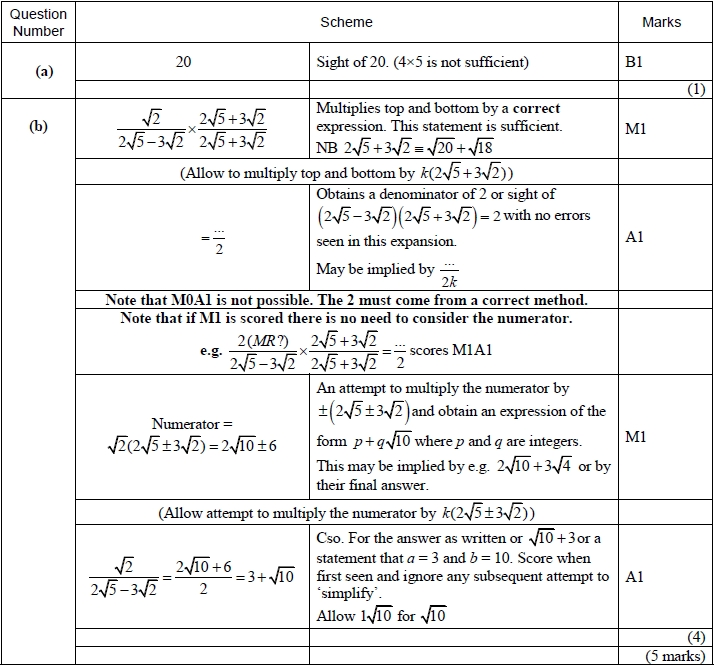 Question Number | Scheme | Marks
(a) | 20 | Sight of 20. (4×5 is not sufficient) | B1
(1)
(b) | √2/(2√5−3√2) × (2√5+3√2)/(2√5+3√2) | Multiplies top and bottom by a correct
expression. This statement is sufficient.
NB 2√5+3√2 ≡ √20+√18 | M1
(Allow to multiply top and bottom by k(2√5+3√2))
= .../2 | Obtains a denominator of 2 or sight of
(2√5−3√2)(2√5+3√2) = 2 with no errors
seen in this expansion.
May be implied by .../2k | A1
Note that M0A1 is not possible. The 2 must come from a correct method.
Note that if M1 is scored there is no need to consider the numerator.
e.g. 2(MR?)/(2√5−3√2) × (2√5+3√2)/(2√5+3√2) = .../2 scores M1A1
Numerator =
√2(2√5±3√2) = 2√10±6 | An attempt to multiply the numerator by
±(2√5±3√2) and obtain an expression of the
form p+q√10 where p and q are integers.
This may be implied by e.g. 2√10+3√4 or by
their final answer. | M1
(Allow attempt to multiply the numerator by k(2√5±3√2))
√2/(2√5−3√2) = (2√10+6)/2 = 3+√10 | Cso. For the answer as written or √10+3 or a
statement that a = 3 and b = 10. Score when
first seen and ignore any subsequent attempt to
‘simplify’.
Allow 1√10 for √10 | A1
(4)
(5 marks)